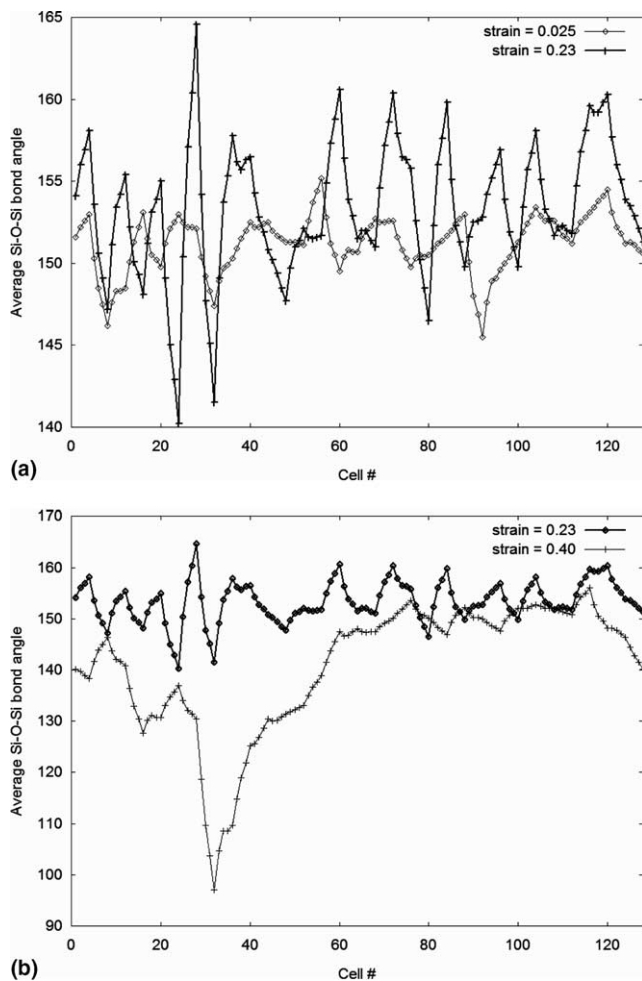 165
160
155
150
145
140
Average Si-O-Si bond angle
strain = 0.025
strain = 0.23
0 20 40 60 80 100 120
Cell #
(a)
170
160
150
140
130
120
110
100
90
Average Si-O-Si bond angle
strain = 0.23
strain = 0.40
0 20 40 60 80 100 120
Cell #
(b)